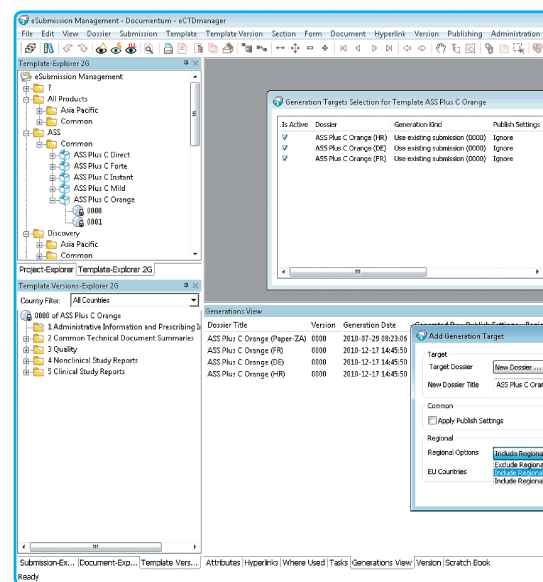 eSubmission Management - Documentum - eCTDmanager
File Edit View Dossier Submission Template Template Version Section Form Document Hyperlink Version Publishing Administration
Template-Explorer 2G
eSubmission Management
?
All Products
Asia Pacific
Common
ASS
Common
ASS Plus C Direct
ASS Plus C Forte
ASS Plus C Instant
ASS Plus C Mild
ASS Plus C Orange
0000
0001
Discovery
Asia Pacific
Common
Project-Explorer Template-Explorer 2G
Generation Targets Selection for Template ASS Plus C Orange
Is Active Dossier Generation Kind Publish Settings
ASS Plus C Orange (HR) Use existing submission (0000) Ignore
ASS Plus C Orange (DE) Use existing submission (0000) Ignore
ASS Plus C Orange (FR) Use existing submission (0000) Ignore
Template Versions-Explorer 2G
Country Filter: All Countries
0000 of ASS Plus C Orange
1 Administrative Information and Prescribing
2 Common Technical Document Summaries
3 Quality
4 Nonclinical Study Reports
5 Clinical Study Reports
Generations View
Dossier Title Version Generation Date
ASS Plus C Orange (Paper-ZA) 0000 2010-07-29 08:23:06
ASS Plus C Orange (FR) 0000 2010-12-17 14:45:50
ASS Plus C Orange (DE) 0000 2010-12-17 14:45:50
ASS Plus C Orange (HR) 0000 2010-12-17 14:45:50
Add Generation Target
Target
Target Dossier New Dossier ...
New Dossier Title ASS Plus C Oran
Common
Apply Publish Settings
Regional
Regional Options Include Regiona
Exclude Regional
Include Regional
EU Countries Include Regional
Submission-Ex... Document-Exp... Template Vers...
Attributes Hyperlinks Where Used Tasks Generations View Version Scratch Book
Ready